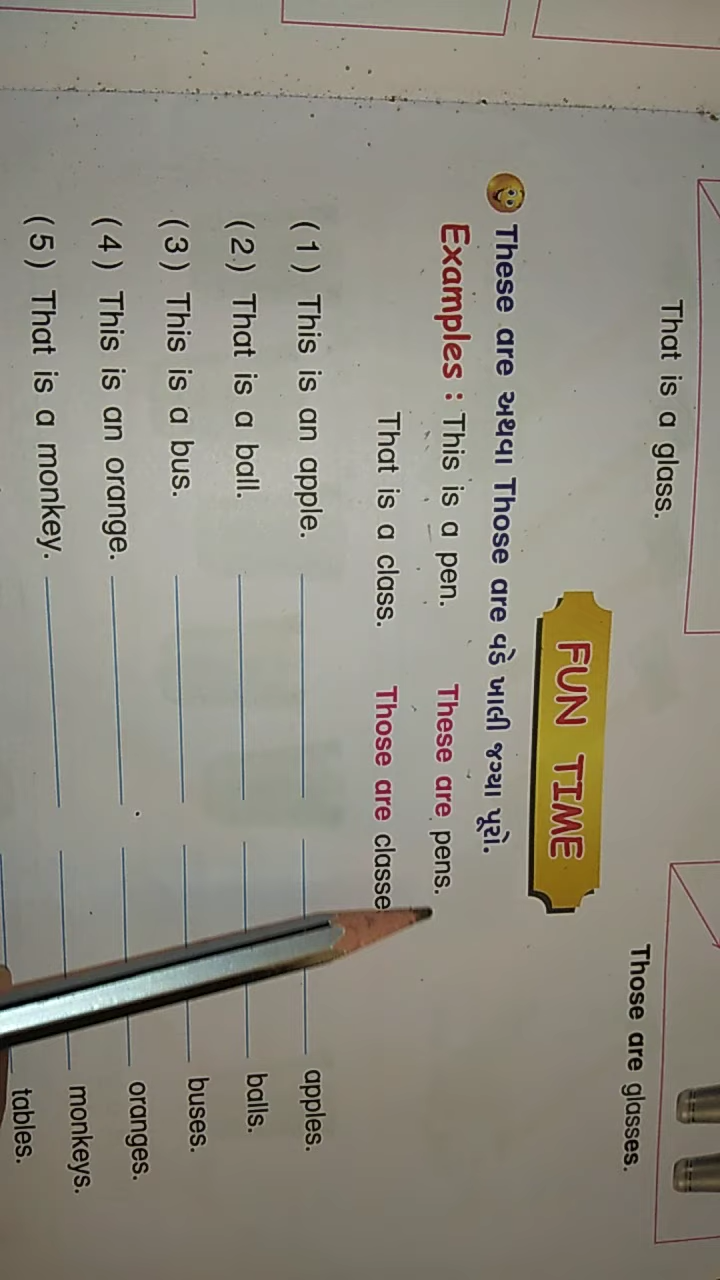 That is a glass. Those are glasses.
FUN TIME
These are અથવા Those are વડે ખાલી જગ્યા પૂરો.
Examples : This is a pen. These are pens.
That is a class. Those are classe
(1) This is an apple. apples.
(2) That is a ball. balls.
(3) This is a bus. buses.
(4) This is an orange. oranges.
(5) That is a monkey. monkeys.
tables.